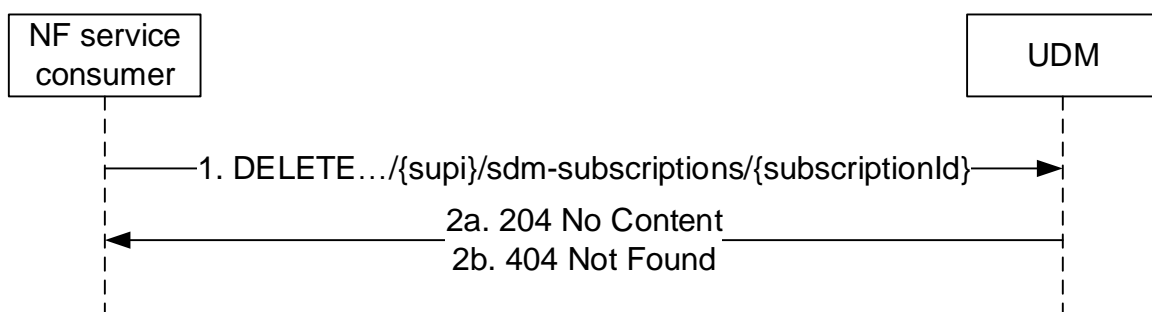 NF service
consumer
UDM
1. DELETE…/{supi}/sdm-subscriptions/{subscriptionId}
2a. 204 No Content
2b. 404 Not Found